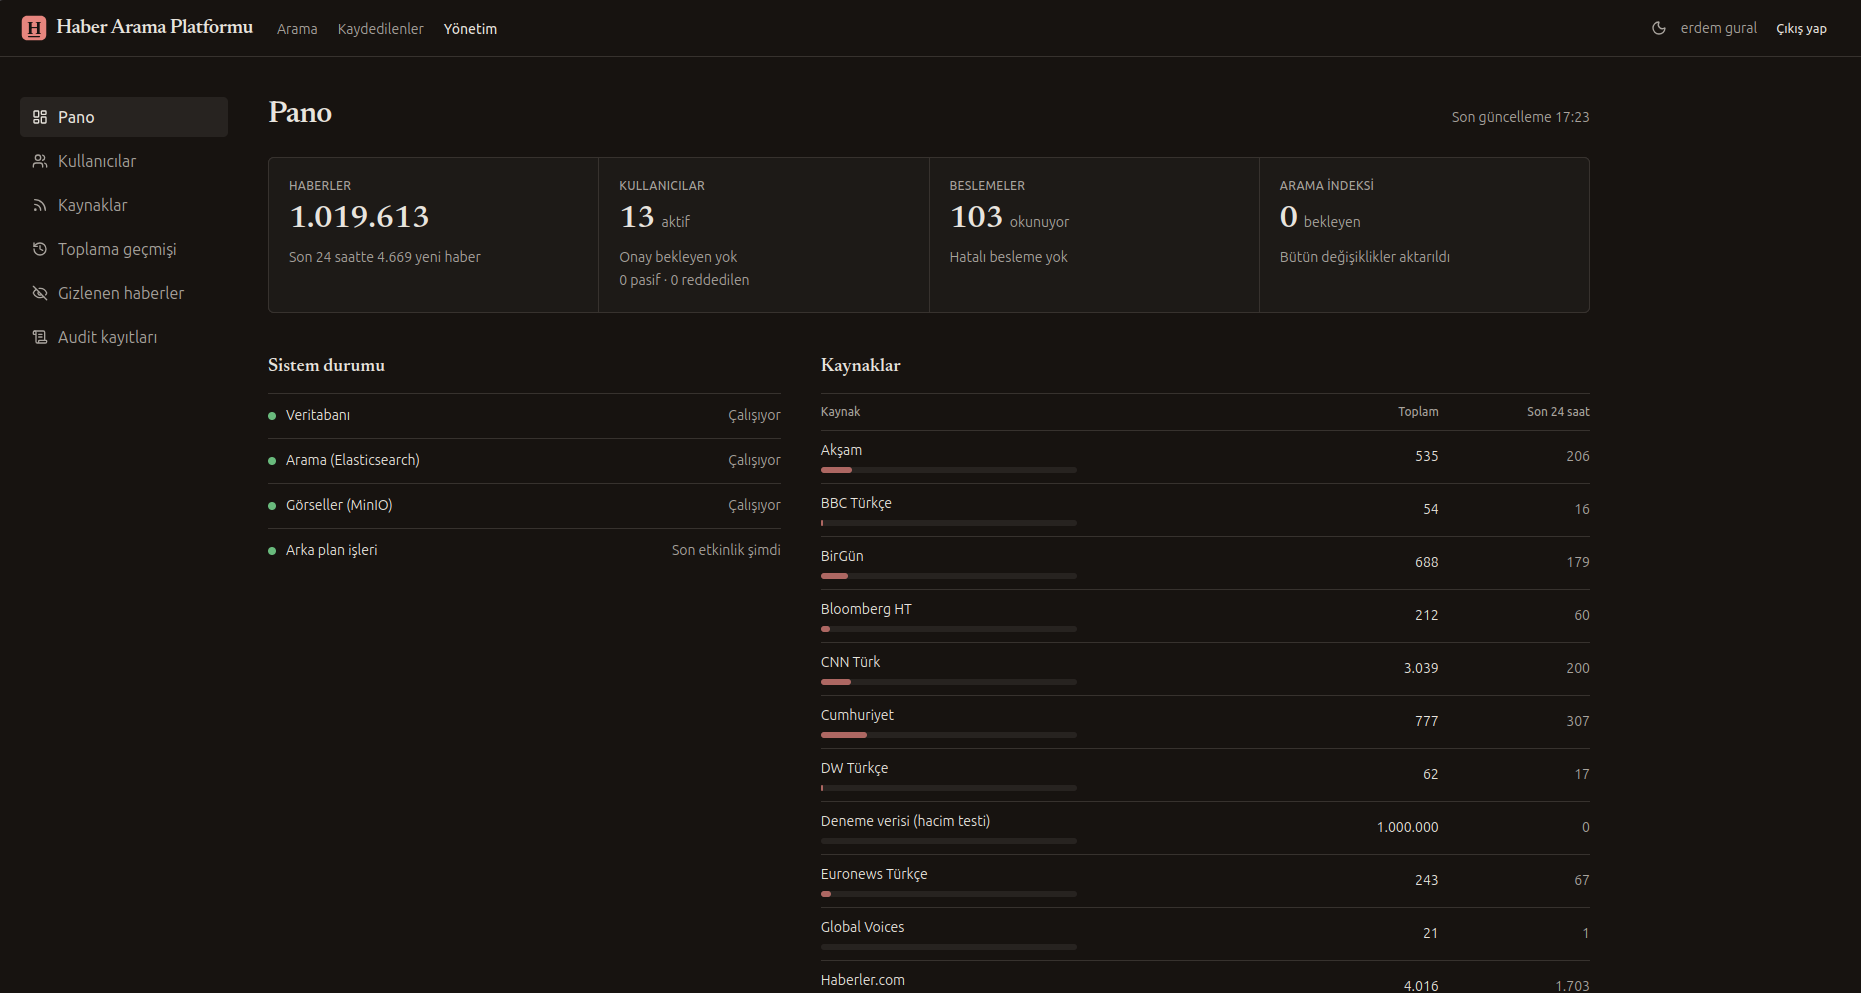 H Haber Arama Platformu Arama Kaydedilenler Yönetim erdem gural Çıkış yap
Pano
Kullanıcılar
Kaynaklar
Toplama geçmişi
Gizlenen haberler
Audit kayıtları
Pano
Son güncelleme 17:23
HABERLER
1.019.613
Son 24 saatte 4.669 yeni haber
KULLANICILAR
13 aktif
Onay bekleyen yok
0 pasif · 0 reddedilen
BESLEMELER
103 okunuyor
Hatalı besleme yok
ARAMA İNDEKSİ
0 bekleyen
Bütün değişiklikler aktarıldı
Sistem durumu
Veritabanı Çalışıyor
Arama (Elasticsearch) Çalışıyor
Görseller (MinIO) Çalışıyor
Arka plan işleri Son etkinlik şimdi
Kaynaklar
Kaynak Toplam Son 24 saat
Akşam 535 206
BBC Türkçe 54 16
BirGün 688 179
Bloomberg HT 212 60
CNN Türk 3.039 200
Cumhuriyet 777 307
DW Türkçe 62 17
Deneme verisi (hacim testi) 1.000.000 0
Euronews Türkçe 243 67
Global Voices 21 1
Haberler.com 4.016 1.703